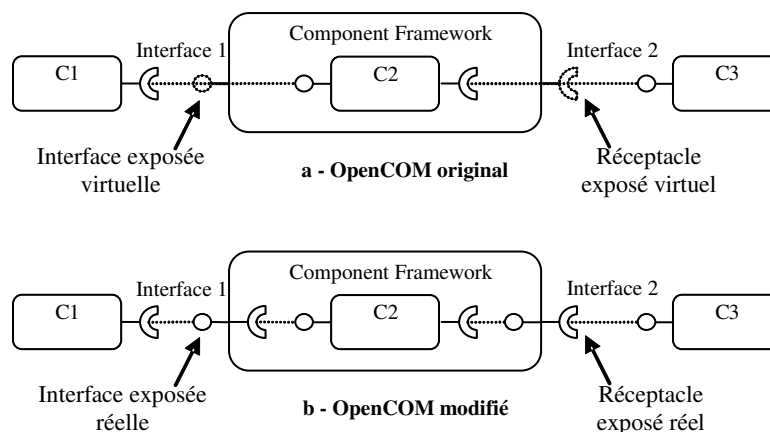 Component Framework
Interface 1
Interface 2
C1
C2
C3
Interface exposée
virtuelle
Réceptacle
exposé virtuel
a - OpenCOM original
Component Framework
Interface 1
Interface 2
C1
C2
C3
Interface exposée
réelle
Réceptacle
exposé réel
b - OpenCOM modifié